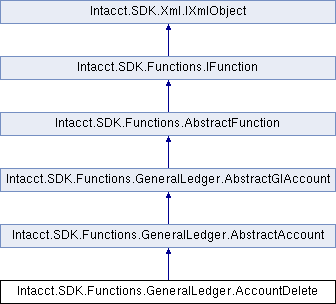 Intacct.SDK.Xml.IXmlObject
Intacct.SDK.Functions.IFunction
Intacct.SDK.Functions.AbstractFunction
Intacct.SDK.Functions.GeneralLedger.AbstractGlAccount
Intacct.SDK.Functions.GeneralLedger.AbstractAccount
Intacct.SDK.Functions.GeneralLedger.AccountDelete